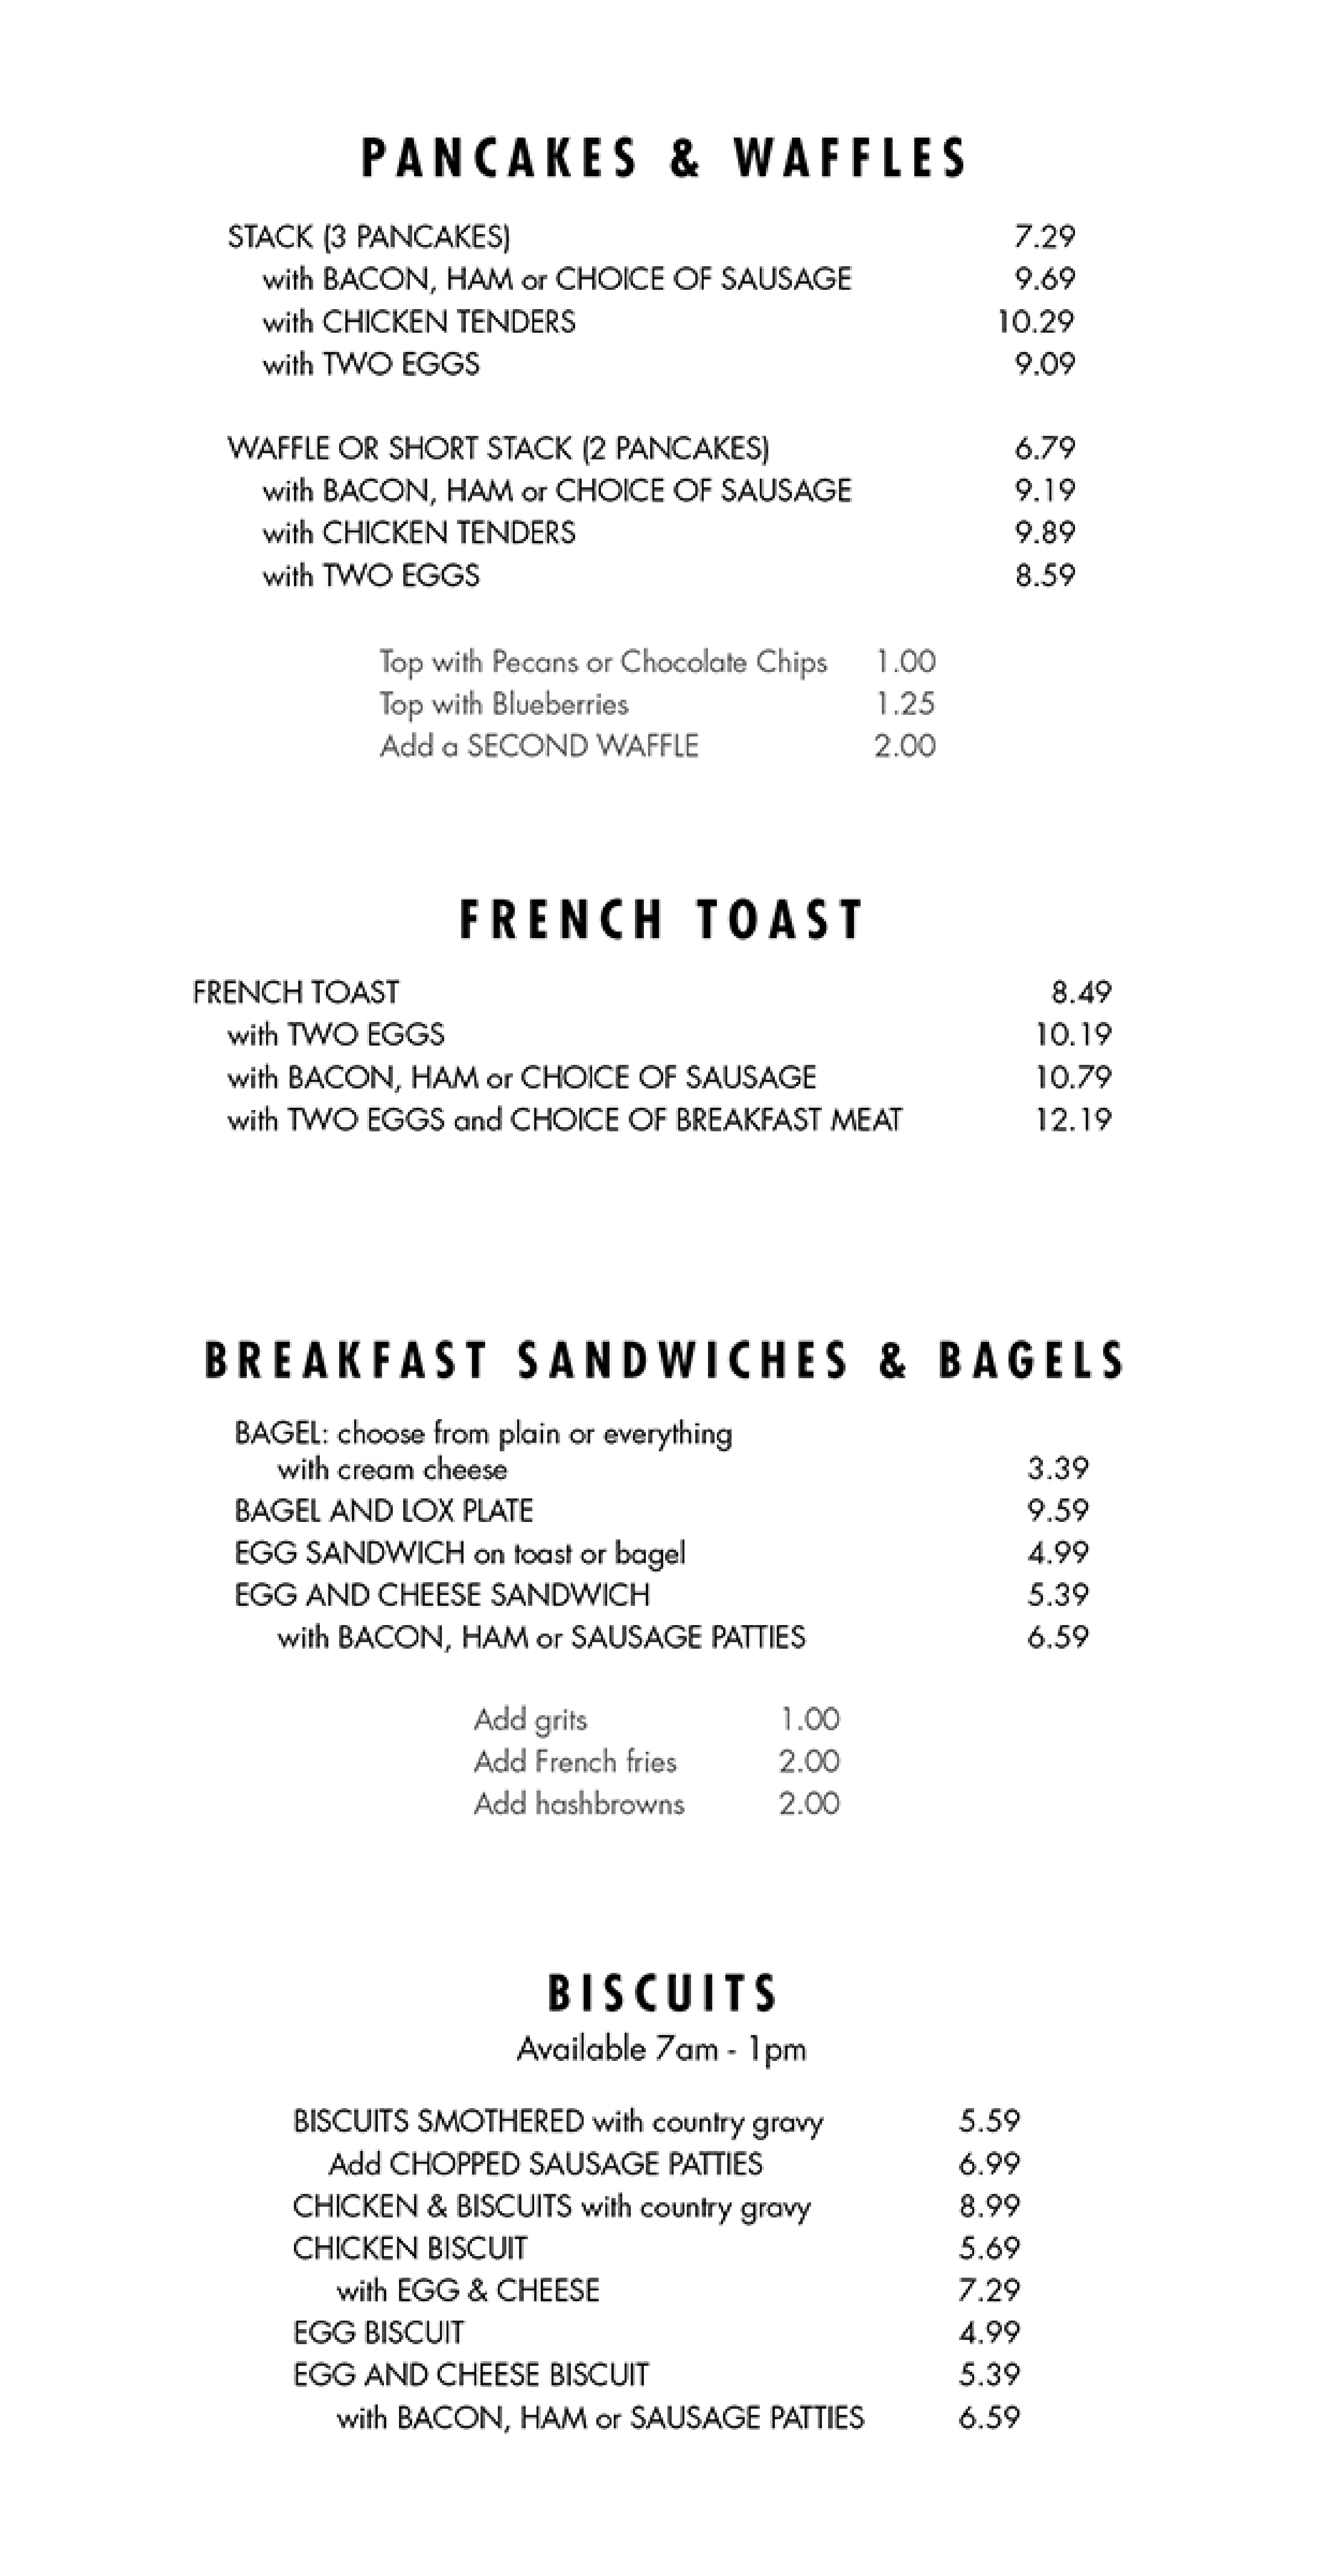 PANCAKES & WAFFLES
STACK (3 PANCAKES) 7.29
with BACON, HAM or CHOICE OF SAUSAGE 9.69
with CHICKEN TENDERS 10.29
with TWO EGGS 9.09
WAFFLE OR SHORT STACK (2 PANCAKES) 6.79
with BACON, HAM or CHOICE OF SAUSAGE 9.19
with CHICKEN TENDERS 9.89
with TWO EGGS 8.59
Top with Pecans or Chocolate Chips 1.00
Top with Blueberries 1.25
Add a SECOND WAFFLE 2.00
FRENCH TOAST
FRENCH TOAST 8.49
with TWO EGGS 10.19
with BACON, HAM or CHOICE OF SAUSAGE 10.79
with TWO EGGS and CHOICE OF BREAKFAST MEAT 12.19
BREAKFAST SANDWICHES & BAGELS
BAGEL: choose from plain or everything
with cream cheese 3.39
BAGEL AND LOX PLATE 9.59
EGG SANDWICH on toast or bagel 4.99
EGG AND CHEESE SANDWICH 5.39
with BACON, HAM or SAUSAGE PATTIES 6.59
Add grits 1.00
Add French fries 2.00
Add hashbrowns 2.00
BISCUITS
Available 7am - 1pm
BISCUITS SMOTHERED with country gravy 5.59
Add CHOPPED SAUSAGE PATTIES 6.99
CHICKEN & BISCUITS with country gravy 8.99
CHICKEN BISCUIT 5.69
with EGG & CHEESE 7.29
EGG BISCUIT 4.99
EGG AND CHEESE BISCUIT 5.39
with BACON, HAM or SAUSAGE PATTIES 6.59